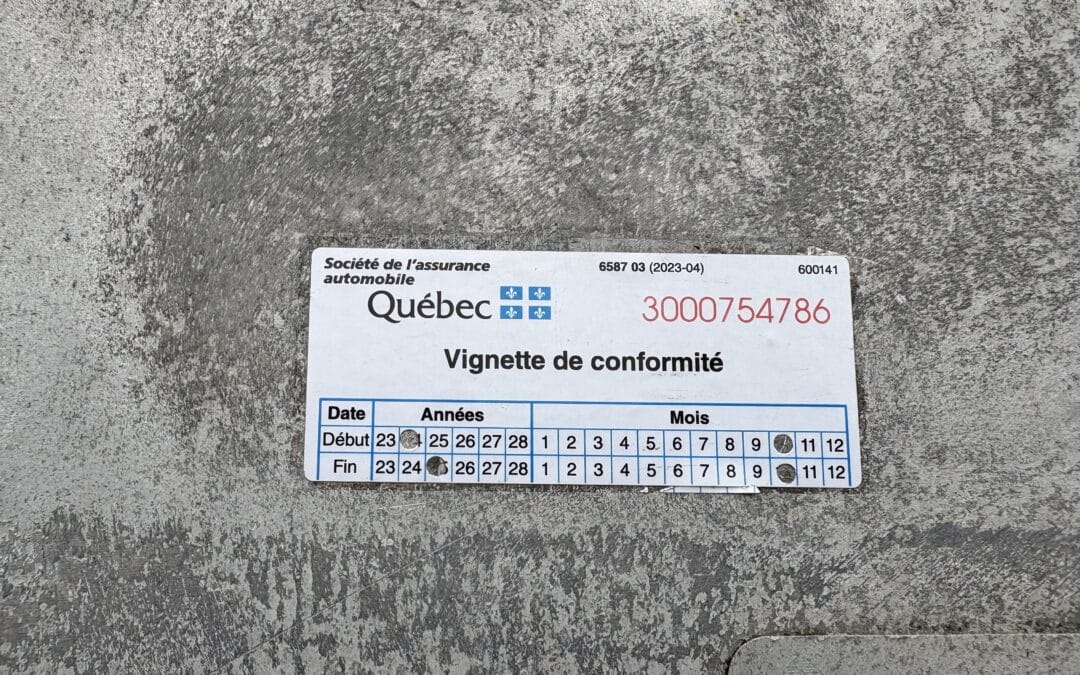 Société de l'assurance
automobile
Québec
6587 03 (2023-04)
600141
3000754786
Vignette de conformité
Date Années Mois
Début 23 25 26 27 28 1 2 3 4 5 6 7 8 9 11 12
Fin 23 24 26 27 28 1 2 3 4 5 6 7 8 9 11 12